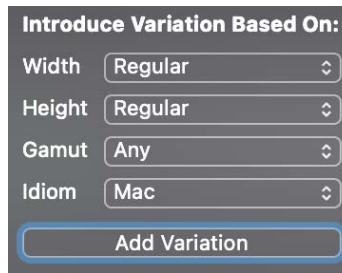 Introduce Variation Based On:
Width Regular
Height Regular
Gamut Any
Idiom Mac
Add Variation